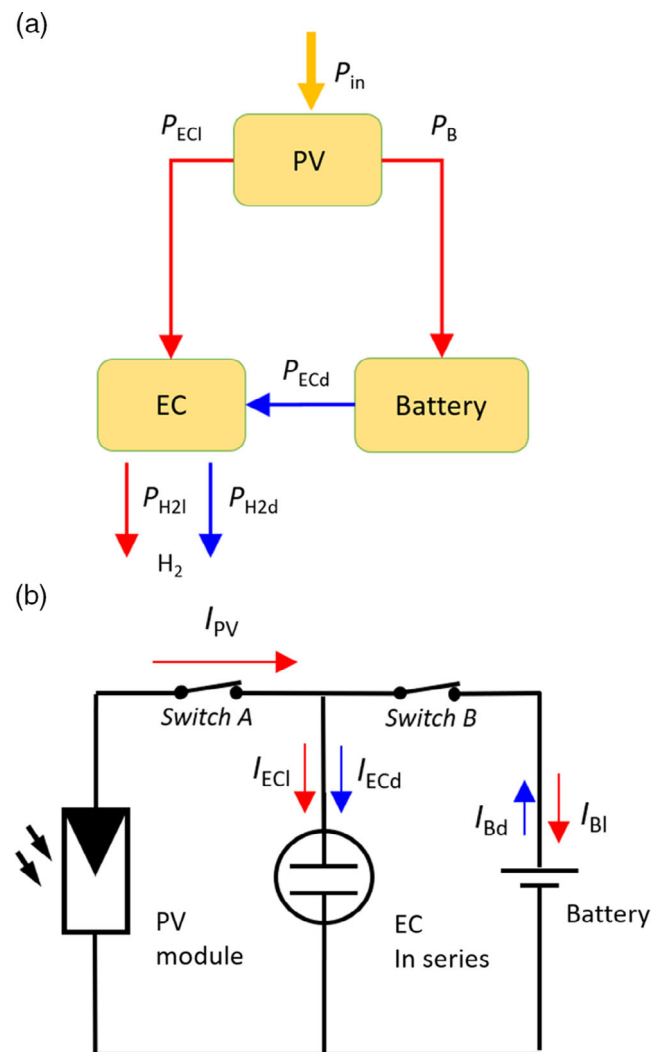 (a)
P_in
P_ECl
P_B
PV
P_ECd
EC
Battery
P_H2l
P_H2d
H₂
(b)
I_PV
Switch A
Switch B
I_ECl
I_ECd
I_Bd
I_Bl
PV
module
EC
In series
Battery